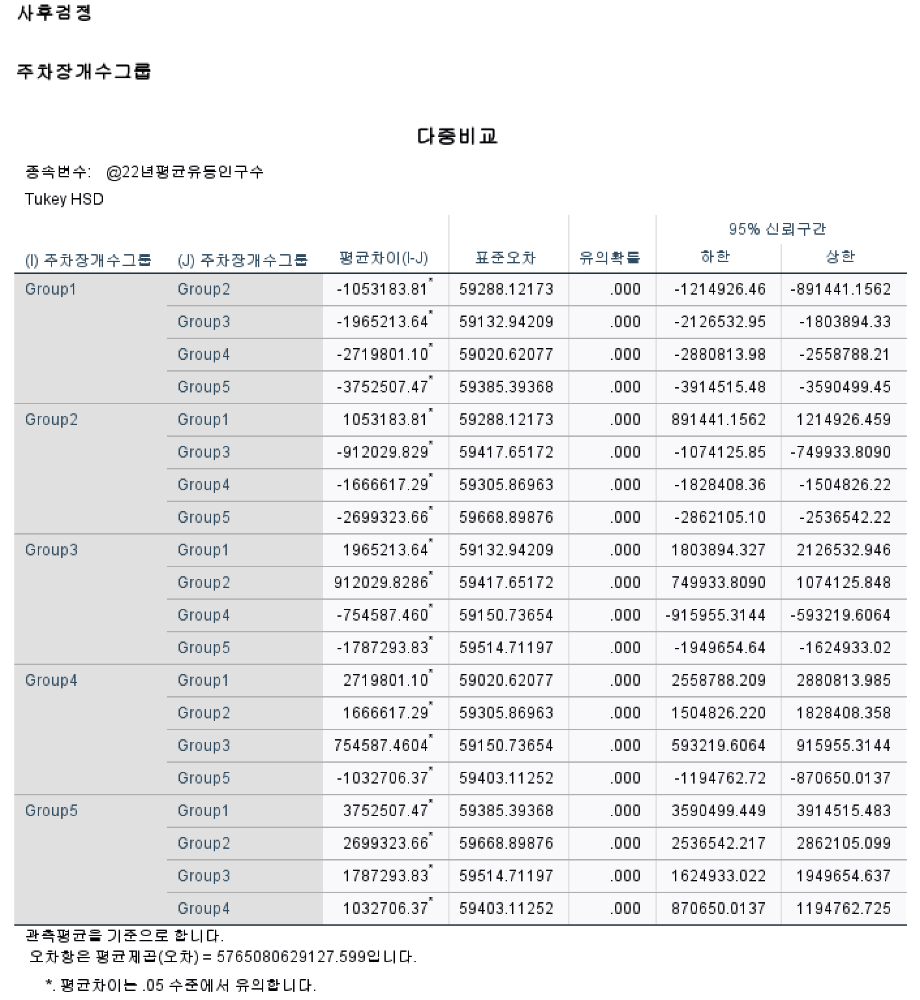 사후검정
주차장개수그룹
다중비교
종속변수: @22년평균유동인구수
Tukey HSD
95% 신뢰구간
(I) 주차장개수그룹 (J) 주차장개수그룹 평균차이(I-J) 표준오차 유의확률 하한 상한
Group1 Group2 -1053183.81* 59288.12173 .000 -1214926.46 -891441.1562
Group3 -1965213.64* 59132.94209 .000 -2126532.95 -1803894.33
Group4 -2719801.10* 59020.62077 .000 -2880813.98 -2558788.21
Group5 -3752507.47* 59385.39368 .000 -3914515.48 -3590499.45
Group2 Group1 1053183.81* 59288.12173 .000 891441.1562 1214926.459
Group3 -912029.829* 59417.65172 .000 -1074125.85 -749933.8090
Group4 -1666617.29* 59305.86963 .000 -1828408.36 -1504826.22
Group5 -2699323.66* 59668.89876 .000 -2862105.10 -2536542.22
Group3 Group1 1965213.64* 59132.94209 .000 1803894.327 2126532.946
Group2 912029.8286* 59417.65172 .000 749933.8090 1074125.848
Group4 -754587.460* 59150.73654 .000 -915955.3144 -593219.6064
Group5 -1787293.83* 59514.71197 .000 -1949654.64 -1624933.02
Group4 Group1 2719801.10* 59020.62077 .000 2558788.209 2880813.985
Group2 1666617.29* 59305.86963 .000 1504826.220 1828408.358
Group3 754587.4604* 59150.73654 .000 593219.6064 915955.3144
Group5 -1032706.37* 59403.11252 .000 -1194762.72 -870650.0137
Group5 Group1 3752507.47* 59385.39368 .000 3590499.449 3914515.483
Group2 2699323.66* 59668.89876 .000 2536542.217 2862105.099
Group3 1787293.83* 59514.71197 .000 1624933.022 1949654.637
Group4 1032706.37* 59403.11252 .000 870650.0137 1194762.725
관측평균을 기준으로 합니다.
오차항은 평균제곱(오차) = 5765080629127.599입니다.
*. 평균차이는 .05 수준에서 유의합니다.